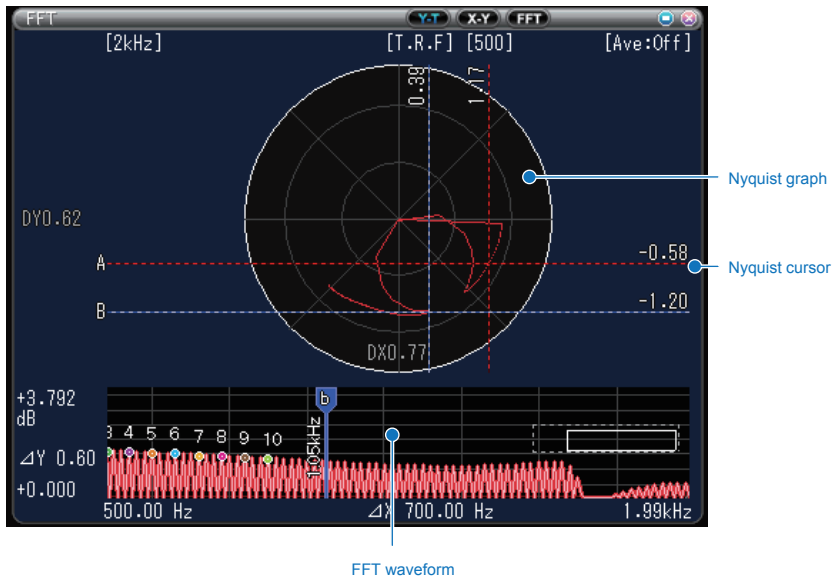 FFT Y-T X-Y FFT
[2kHz] [T.R.F] [500] [Ave:Off]
0.39 1.17
Nyquist graph
DY0.62
A -0.58
Nyquist cursor
B -1.20
DX0.77
+3.792
dB
b
3 4 5 6 7 8 9 10
1.05kHz
⊿Y 0.60
+0.000
500.00 Hz ⊿X 700.00 Hz 1.99kHz
FFT waveform